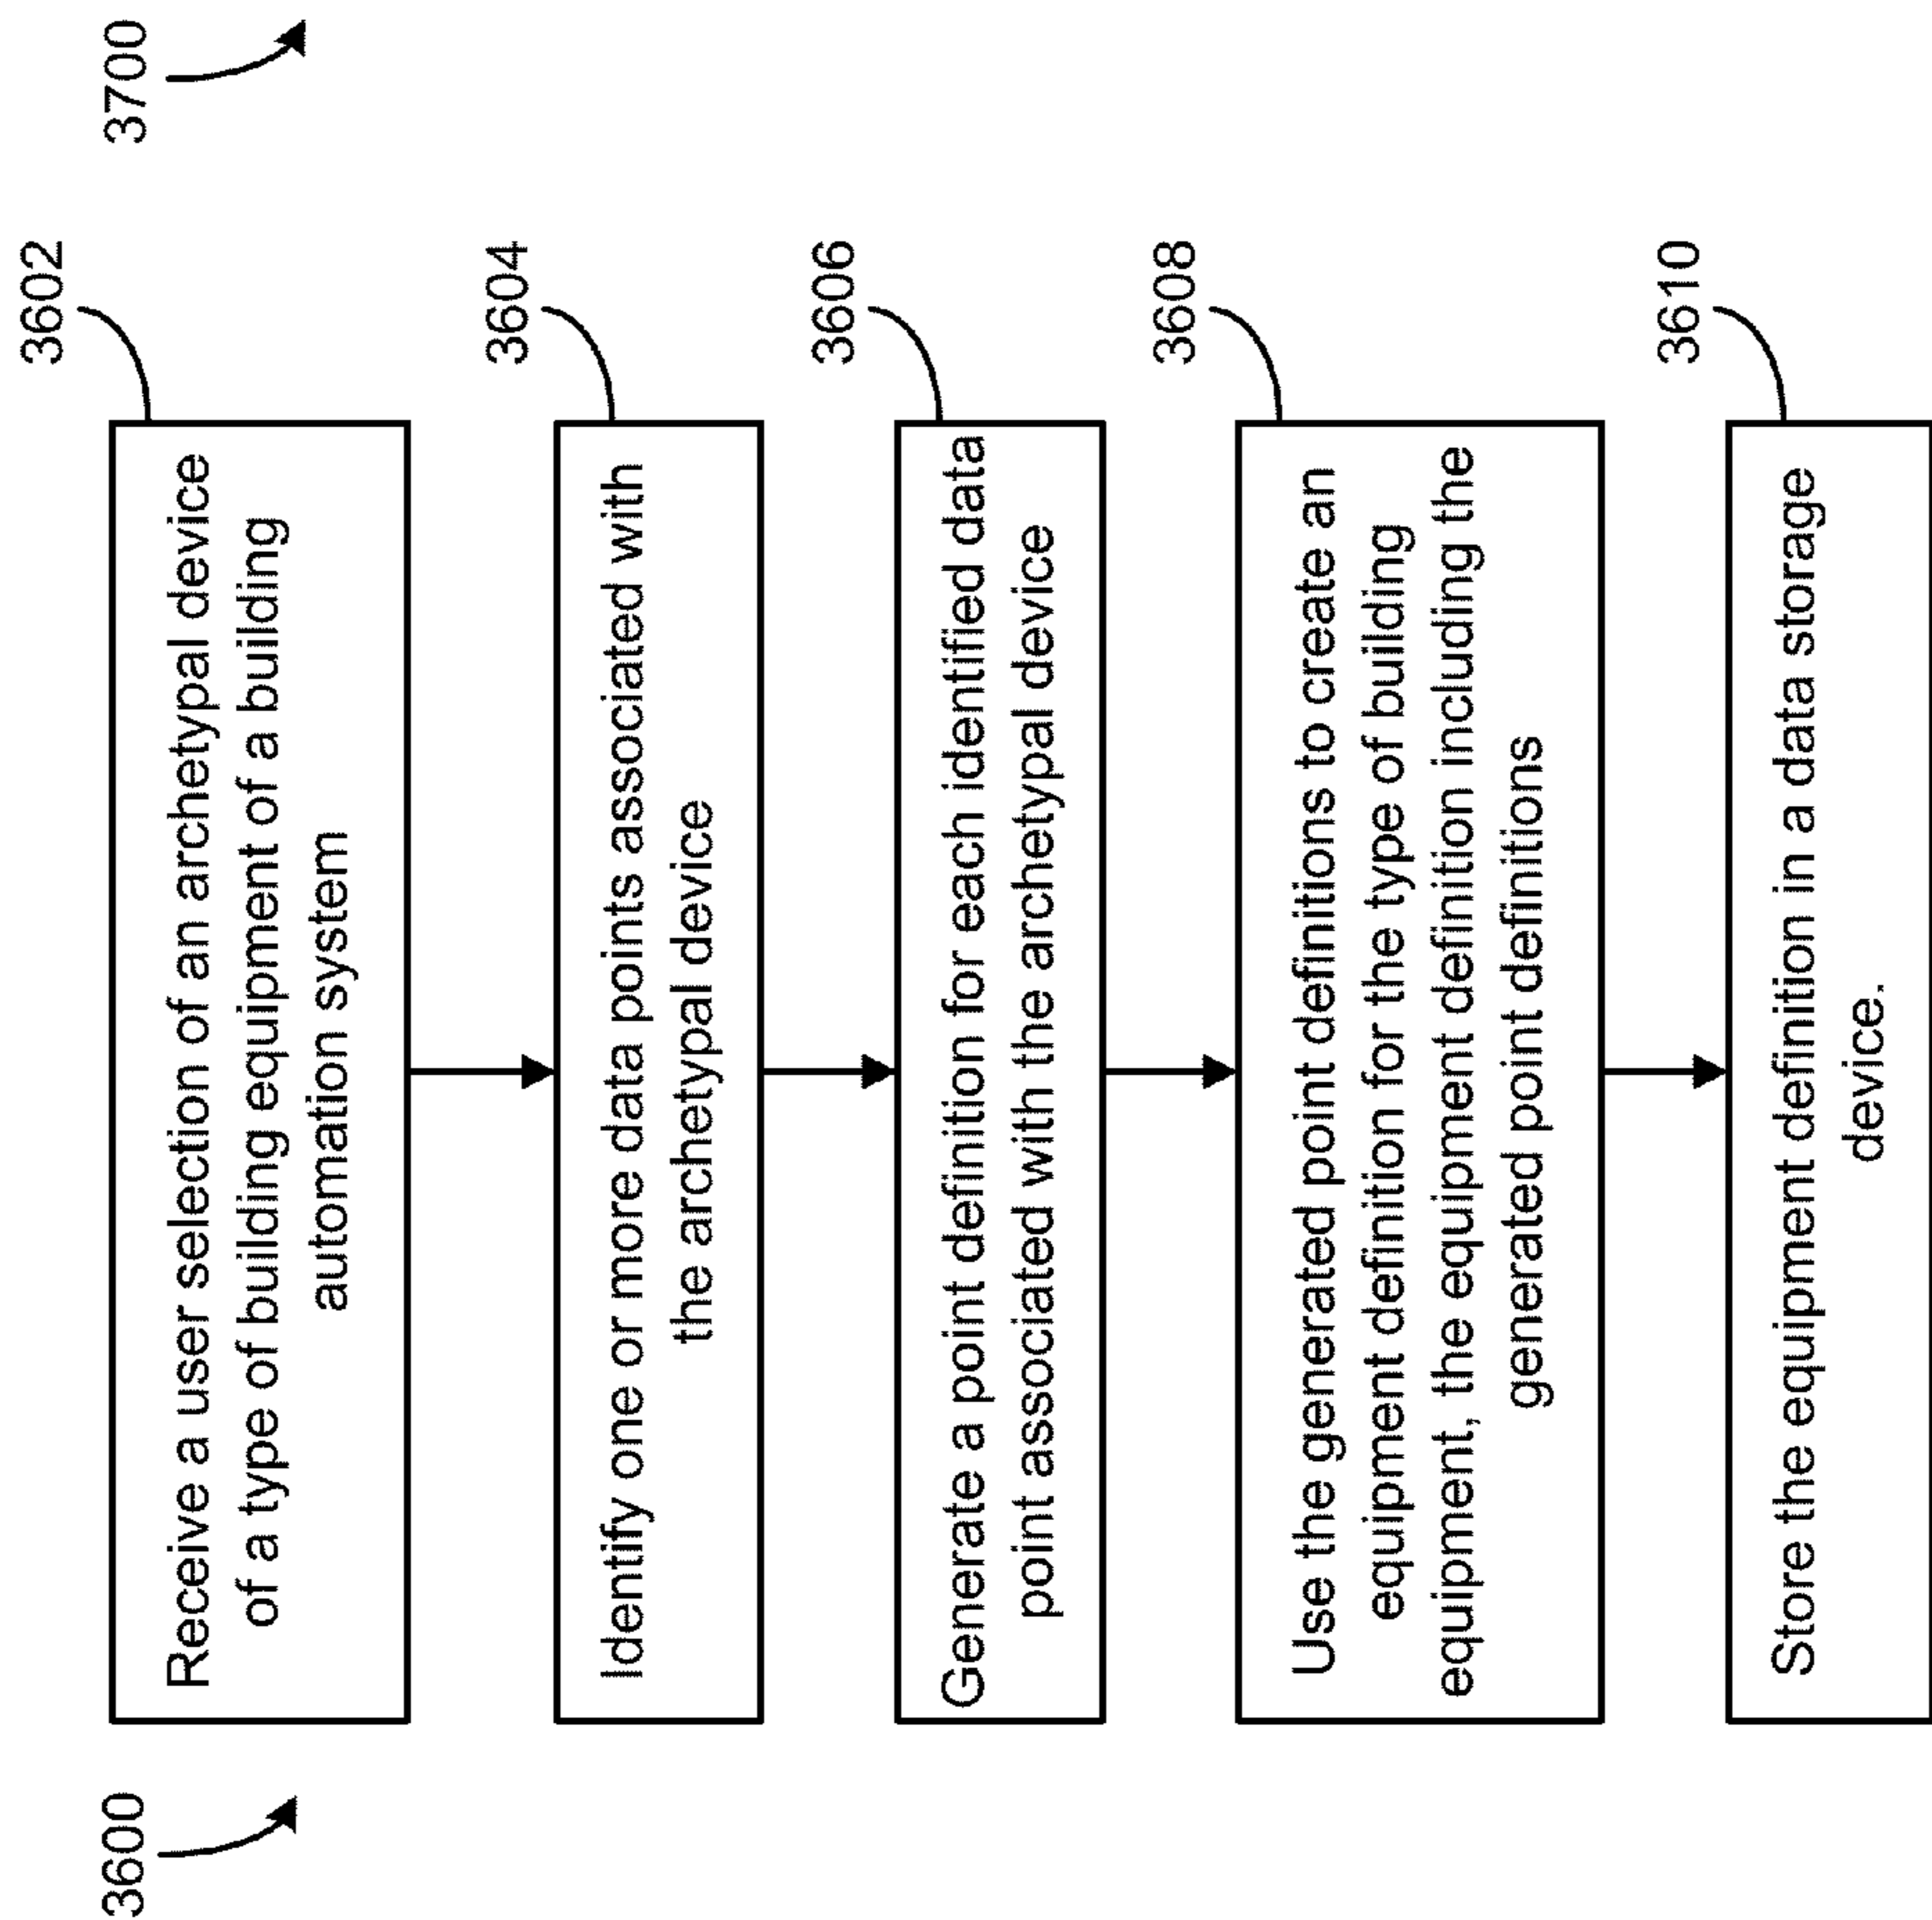 3600
3700
3602
Receive a user selection of an archetypal device
of a type of building equipment of a building
automation system
3604
Identify one or more data points associated with
the archetypal device
3606
Generate a point definition for each identified data
point associated with the archetypal device
3608
Use the generated point definitions to create an
equipment definition for the type of building
equipment, the equipment definition including the
generated point definitions
3610
Store the equipment definition in a data storage
device.